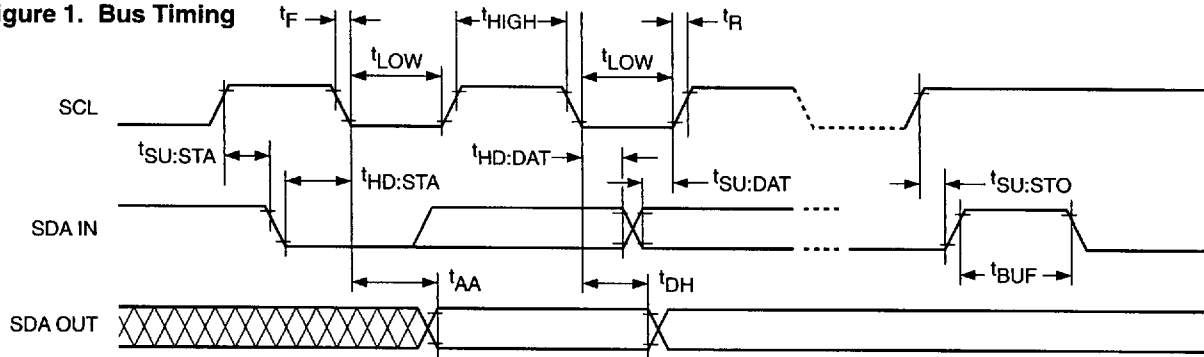 igure 1. Bus Timing
tF
tHIGH
tR
tLOW
tLOW
SCL
tSU:STA
tHD:STA
tHD:DAT
tSU:DAT
tSU:STO
SDA IN
tBUF
tAA
tDH
SDA OUT